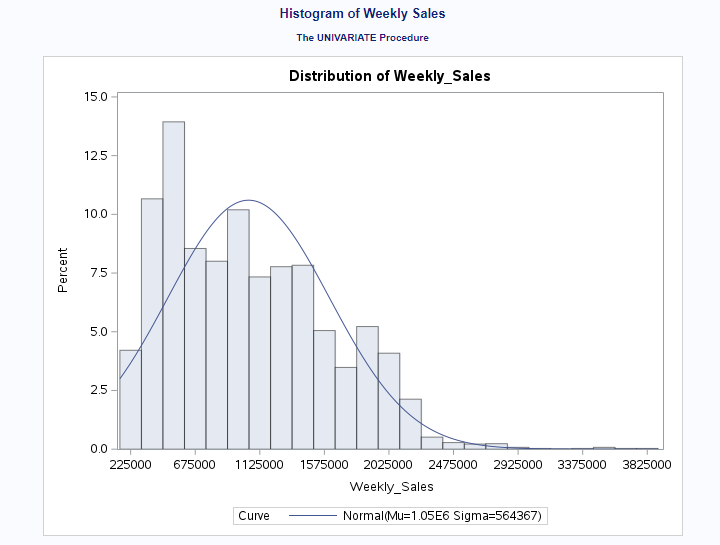 Histogram of Weekly Sales
The UNIVARIATE Procedure
Distribution of Weekly_Sales
15.0
12.5
10.0
7.5
5.0
2.5
0.0
Percent
225000 675000 1125000 1575000 2025000 2475000 2925000 3375000 3825000
Weekly_Sales
Curve Normal(Mu=1.05E6 Sigma=564367)